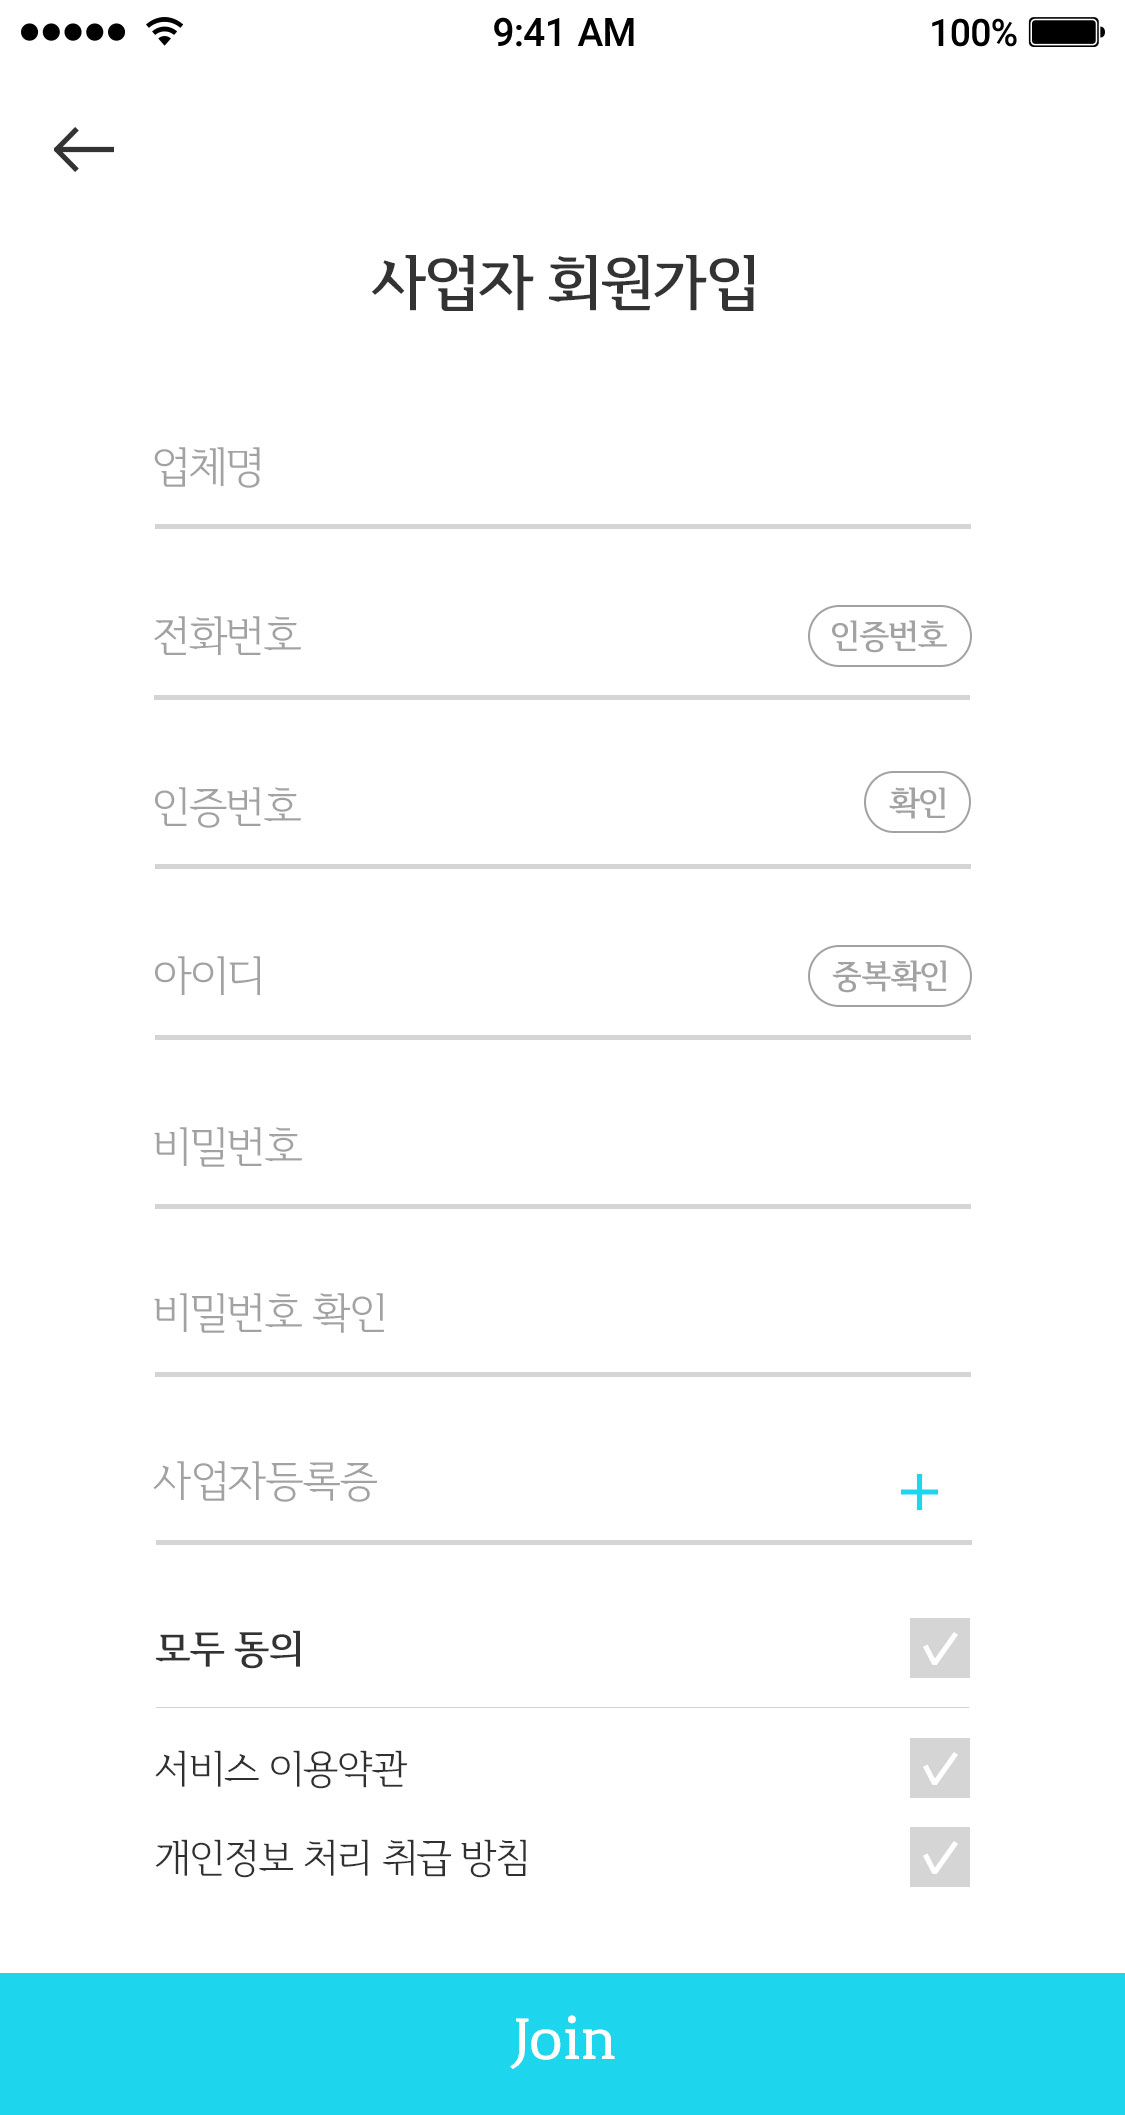 9:41 AM 100%
사업자 회원가입
업체명
전화번호 인증번호
인증번호 확인
아이디 중복확인
비밀번호
비밀번호 확인
사업자등록증
모두 동의
서비스 이용약관
개인정보 처리 취급 방침
Join